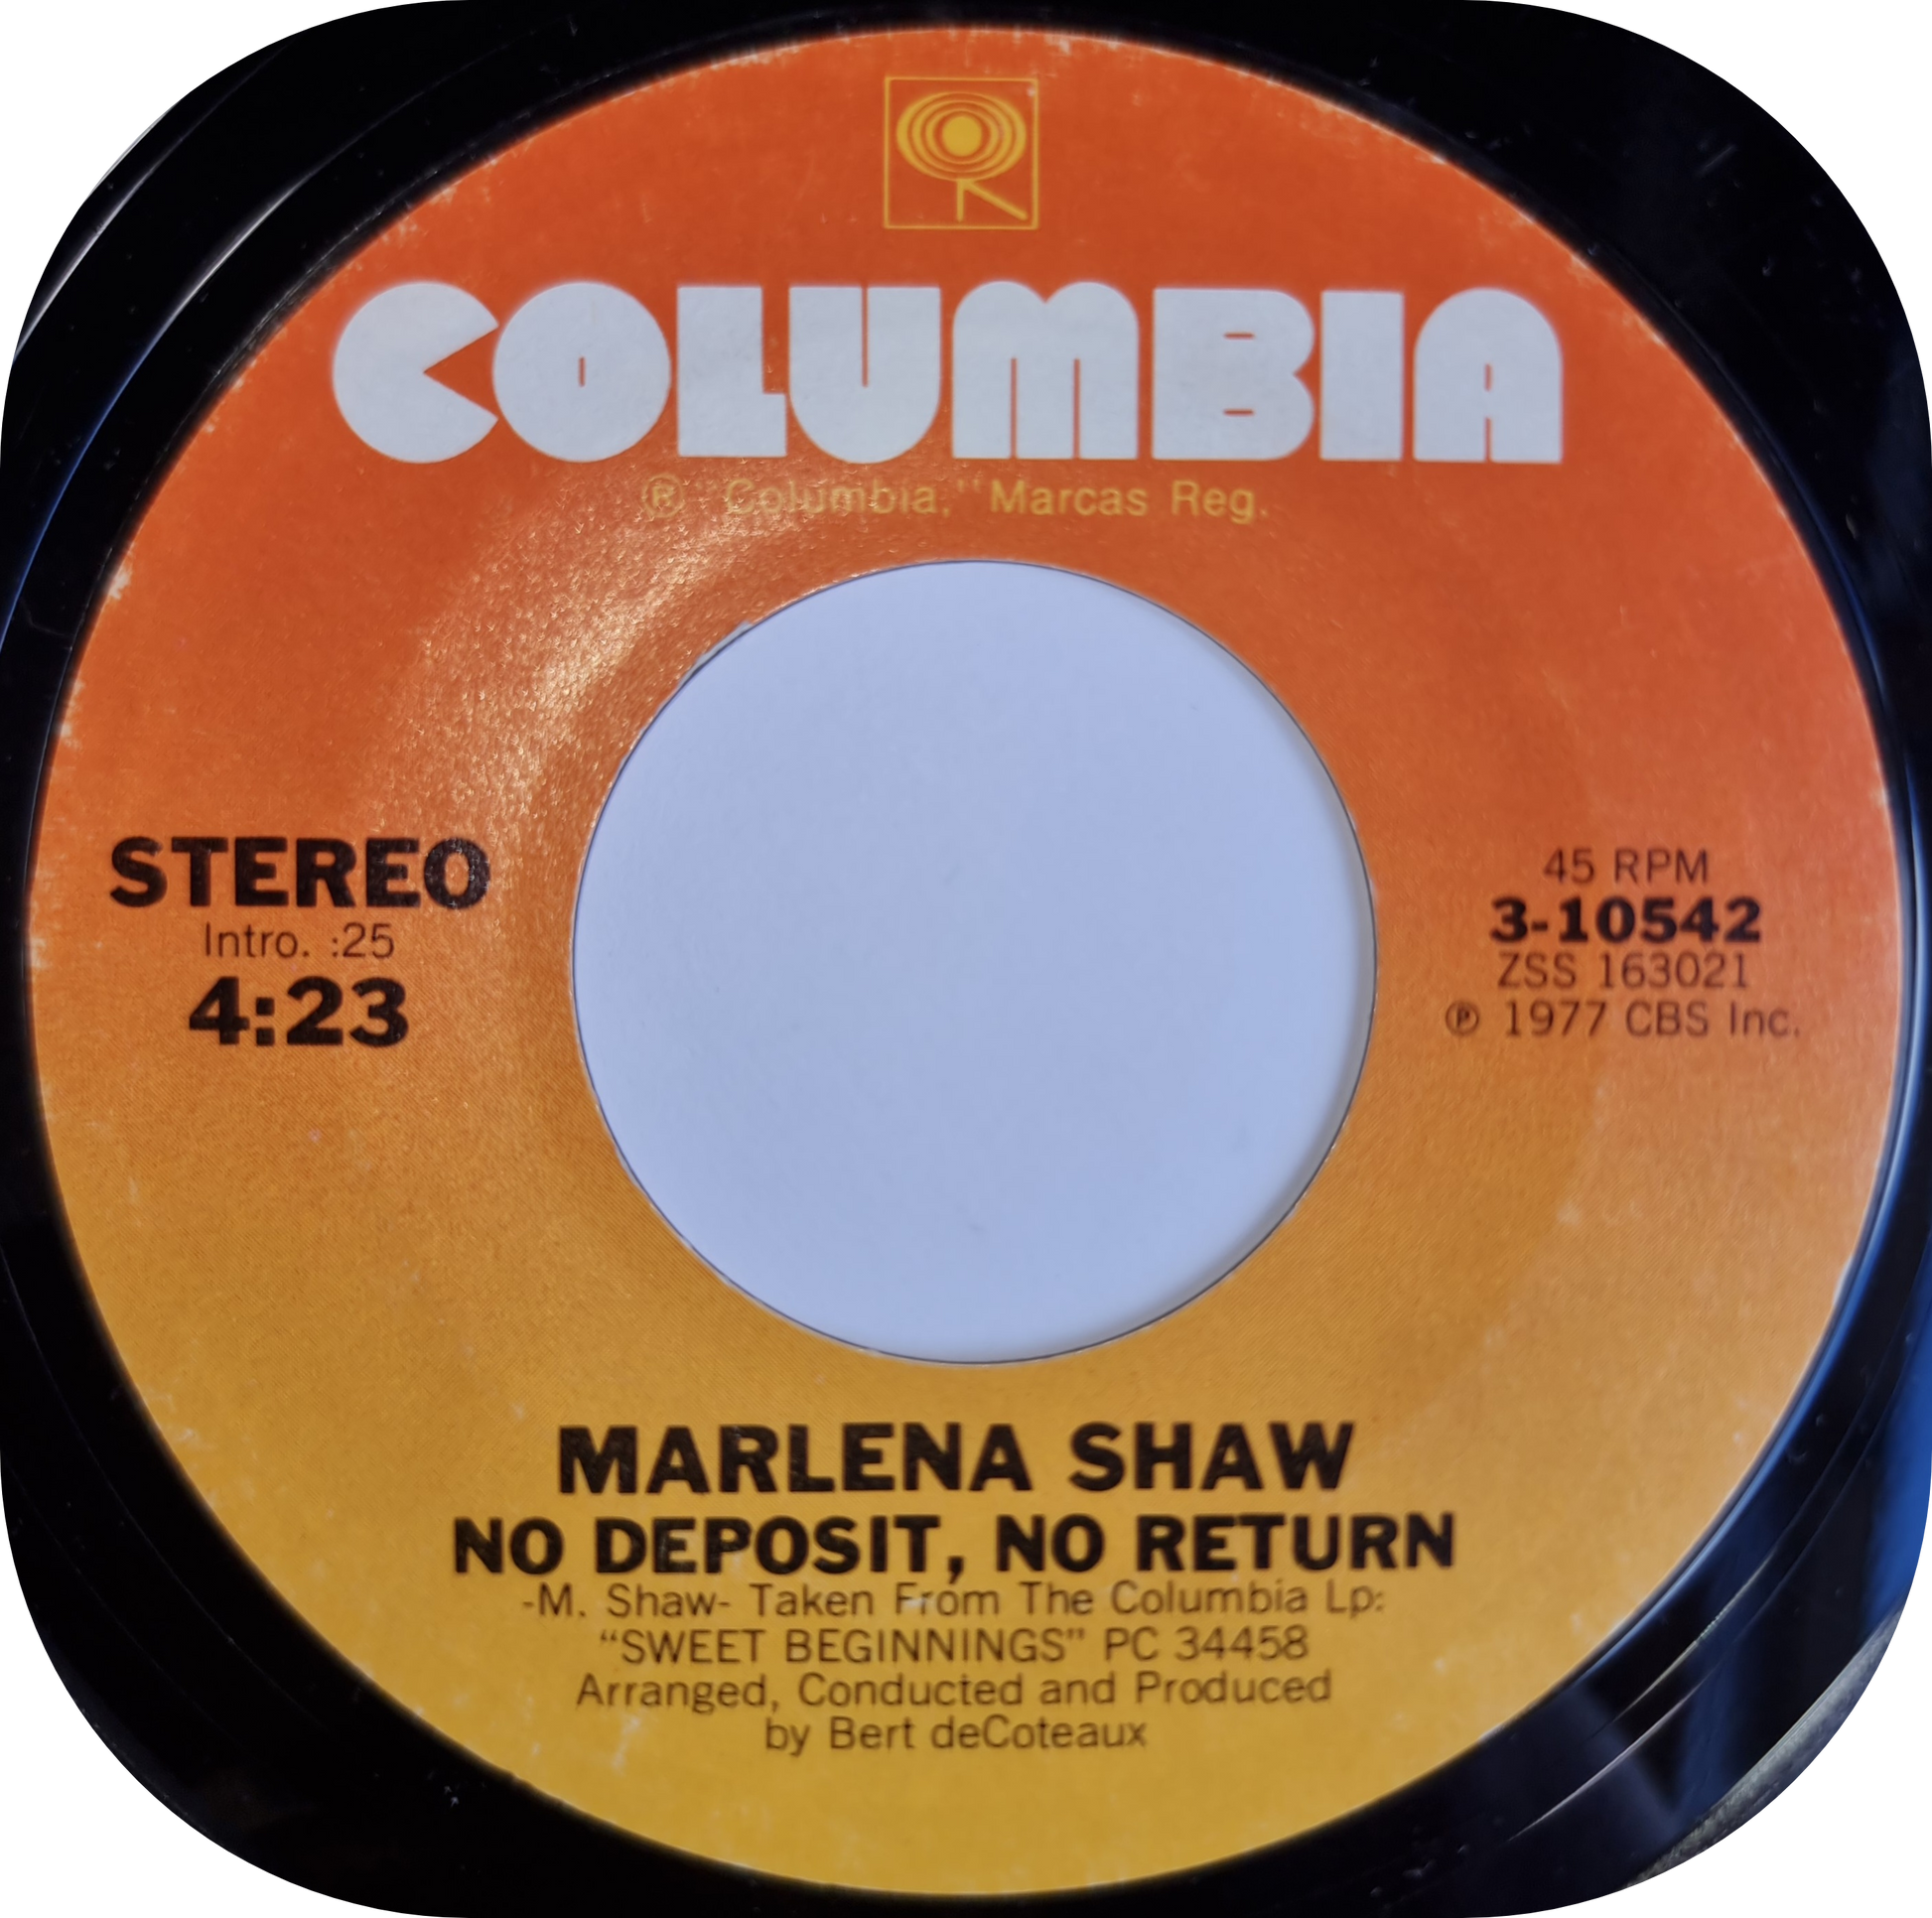 COLUMBIA
® "Columbia," Marcas Reg.
STEREO
Intro. :25
4:23
45 RPM
3-10542
ZSS 163021
℗ 1977 CBS Inc.
MARLENA SHAW
NO DEPOSIT, NO RETURN
-M. Shaw- Taken From The Columbia Lp:
“SWEET BEGINNINGS” PC 34458
Arranged, Conducted and Produced
by Bert deCoteaux